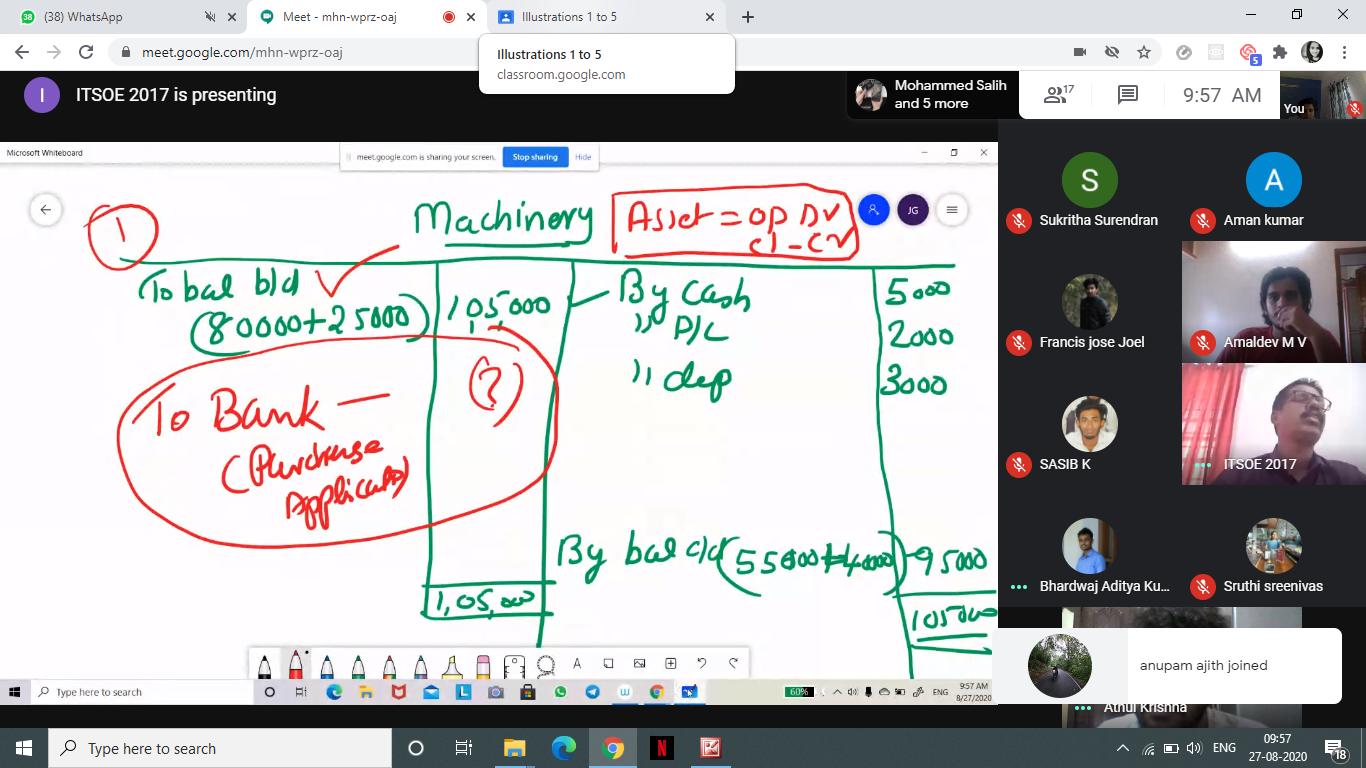 (38) WhatsApp
Meet - mhn-wprz-oaj
Illustrations 1 to 5
meet.google.com/mhn-wprz-oaj
5
Illustrations 1 to 5
classroom.google.com
I
ITSOE 2017 is presenting
Mohammed Salih
and 5 more
17
9:57 AM
You
Microsoft Whiteboard
meet.google.com is sharing your screen.
Stop sharing
Hide
JG
1
Machinery
Asset = OP DV
Cl - CV
To bal b/d
(80000+25000)
105,000
By cash
5000
" P/L
2000
" dep
3000
To Bank —
(Purchase
(?)
By bal c/d
95000
1,05,000
105000
S
Sukritha Surendran
A
Aman kumar
Francis jose Joel
Amaldev M V
SASIB K
ITSOE 2017
Bhardwaj Aditya Ku...
Sruthi sreenivas
anupam ajith joined
Athul Krishna
A
Type here to search
L
60%
ENG
9:57 AM
8/27/2020
Type here to search
N
ENG
09:57
27-08-2020
18